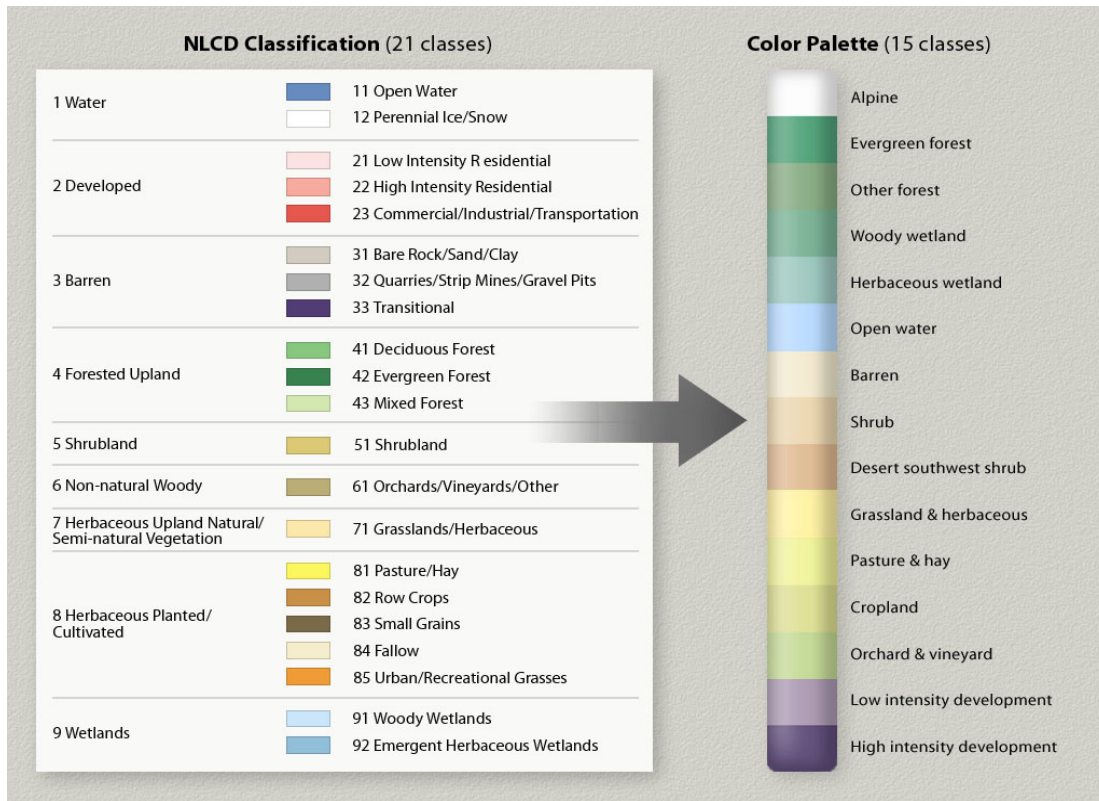 NLCD Classification (21 classes)
1 Water
11 Open Water
12 Perennial Ice/Snow
2 Developed
21 Low Intensity R esidential
22 High Intensity Residential
23 Commercial/Industrial/Transportation
3 Barren
31 Bare Rock/Sand/Clay
32 Quarries/Strip Mines/Gravel Pits
33 Transitional
4 Forested Upland
41 Deciduous Forest
42 Evergreen Forest
43 Mixed Forest
5 Shrubland
51 Shrubland
6 Non-natural Woody
61 Orchards/Vineyards/Other
7 Herbaceous Upland Natural/
Semi-natural Vegetation
71 Grasslands/Herbaceous
8 Herbaceous Planted/
Cultivated
81 Pasture/Hay
82 Row Crops
83 Small Grains
84 Fallow
85 Urban/Recreational Grasses
9 Wetlands
91 Woody Wetlands
92 Emergent Herbaceous Wetlands
Color Palette (15 classes)
Alpine
Evergreen forest
Other forest
Woody wetland
Herbaceous wetland
Open water
Barren
Shrub
Desert southwest shrub
Grassland & herbaceous
Pasture & hay
Cropland
Orchard & vineyard
Low intensity development
High intensity development